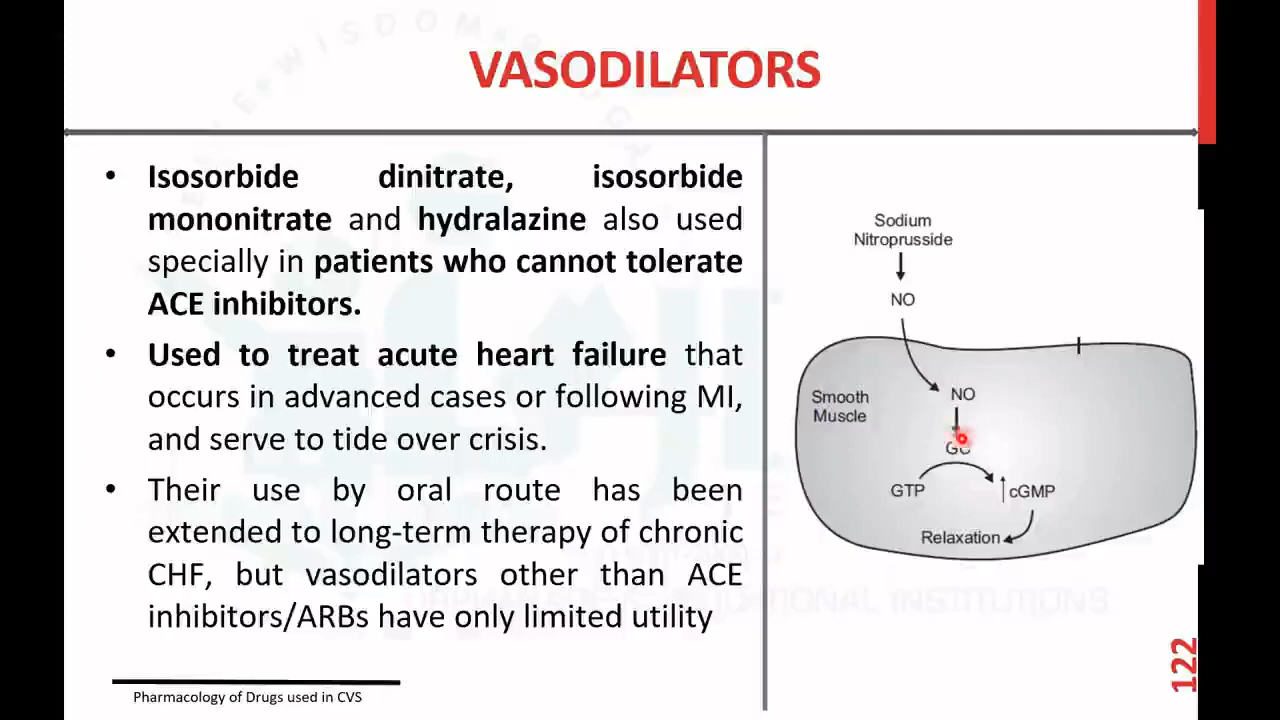 VASODILATORS
• Isosorbide dinitrate, isosorbide
mononitrate and hydralazine also used
specially in patients who cannot tolerate
ACE inhibitors.
• Used to treat acute heart failure that
occurs in advanced cases or following MI,
and serve to tide over crisis.
• Their use by oral route has been
extended to long-term therapy of chronic
CHF, but vasodilators other than ACE
inhibitors/ARBs have only limited utility
Sodium
Nitroprusside
NO
NO
Smooth
Muscle
GC
GTP
cGMP
Relaxation
122
Pharmacology of Drugs used in CVS